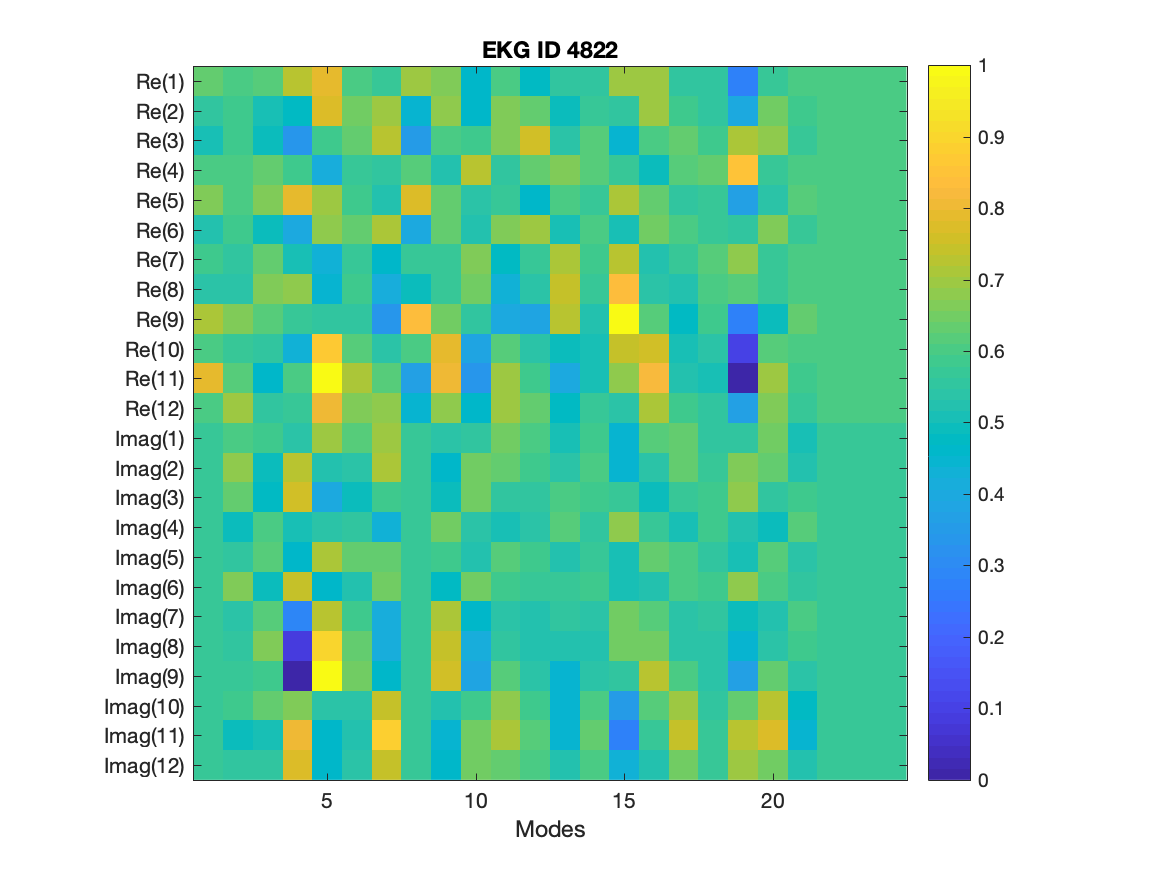 EKG ID 4822
Re(1)
Re(2)
Re(3)
Re(4)
Re(5)
Re(6)
Re(7)
Re(8)
Re(9)
Re(10)
Re(11)
Re(12)
Imag(1)
Imag(2)
Imag(3)
Imag(4)
Imag(5)
Imag(6)
Imag(7)
Imag(8)
Imag(9)
Imag(10)
Imag(11)
Imag(12)
5 10 15 20
Modes
1
0.9
0.8
0.7
0.6
0.5
0.4
0.3
0.2
0.1
0